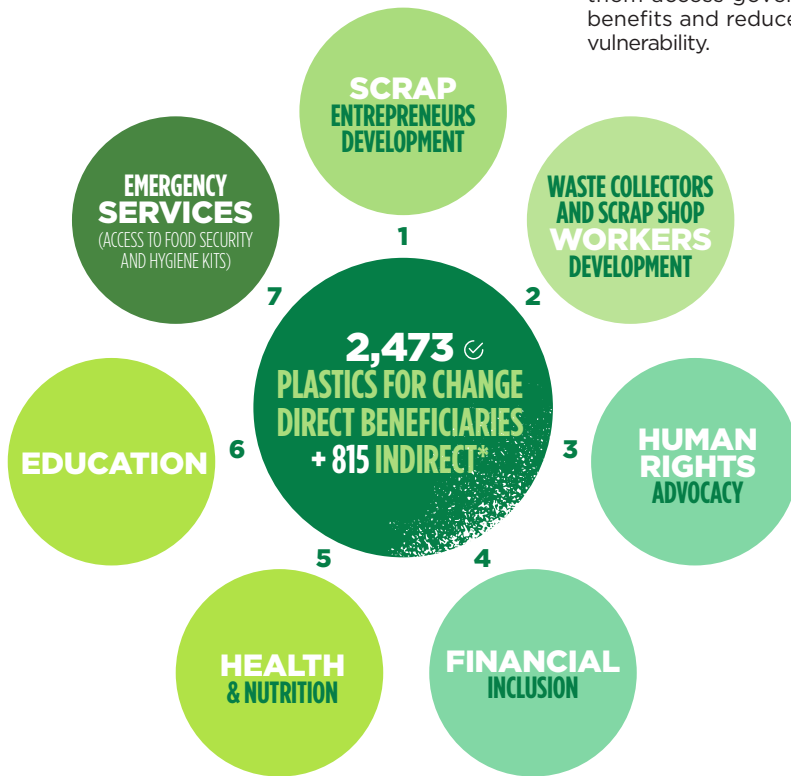 benefits and reduce
vulnerability.
SCRAP
ENTREPRENEURS
DEVELOPMENT
1
WASTE COLLECTORS
AND SCRAP SHOP
WORKERS
DEVELOPMENT
2
HUMAN
RIGHTS
ADVOCACY
3
FINANCIAL
INCLUSION
4
HEALTH
& NUTRITION
5
EDUCATION
6
EMERGENCY
SERVICES
(ACCESS TO FOOD SECURITY
AND HYGIENE KITS)
7
2,473
PLASTICS FOR CHANGE
DIRECT BENEFICIARIES
+ 815 INDIRECT*